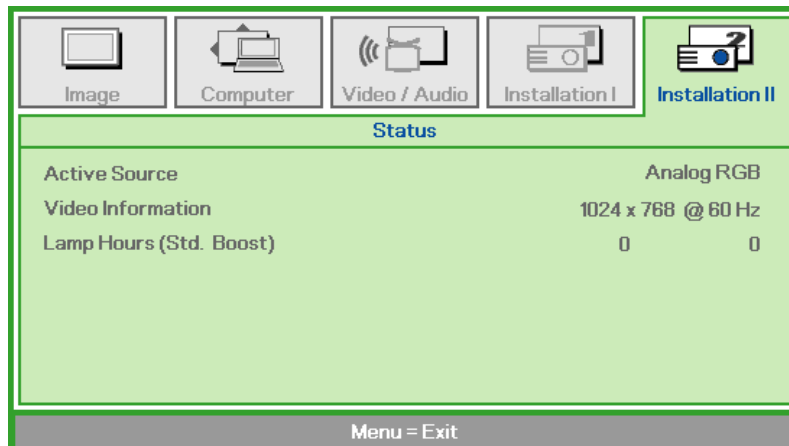 Image Computer Video / Audio Installation I Installation II
Status
Active Source Analog RGB
Video Information 1024 x 768 @ 60 Hz
Lamp Hours (Std. Boost) 0 0
Menu = Exit